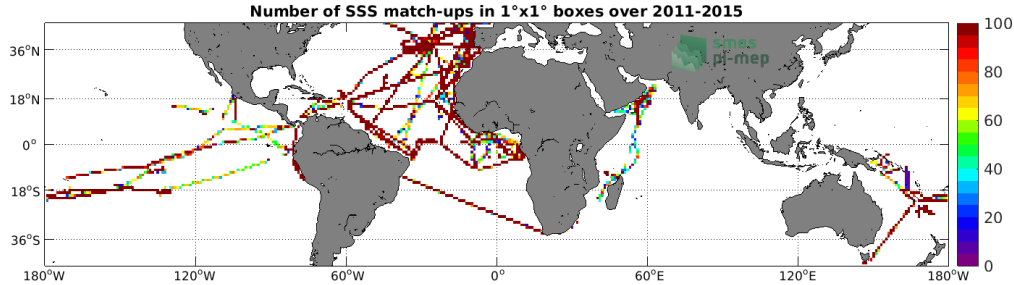 Number of SSS match-ups in 1°x1° boxes over 2011-2015
smos
pi-mep
36°N
18°N
0°
18°S
36°S
180°W 120°W 60°W 0° 60°E 120°E 180°W
100
80
60
40
20
0